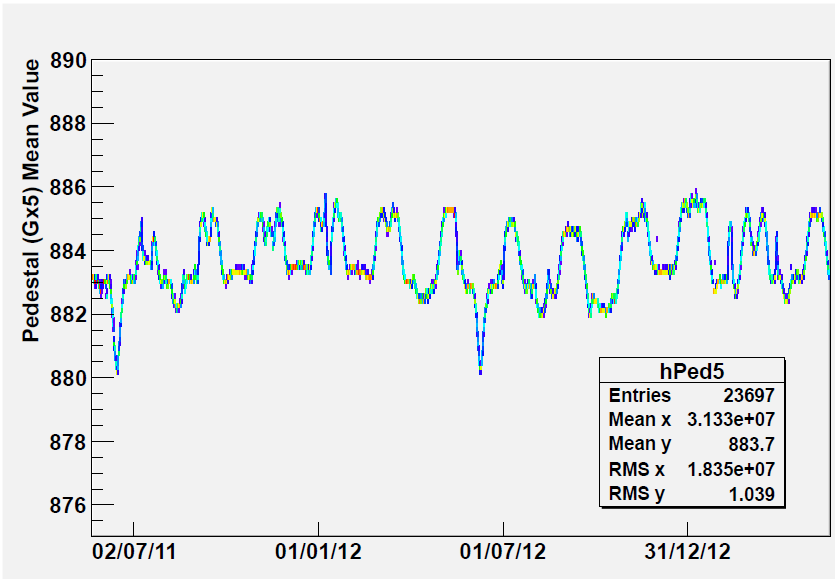 Pedestal (Gx5) Mean Value
890
888
886
884
882
880
878
876
02/07/11 01/01/12 01/07/12 31/12/12
hPed5
Entries 23697
Mean x 3.133e+07
Mean y 883.7
RMS x 1.835e+07
RMS y 1.039